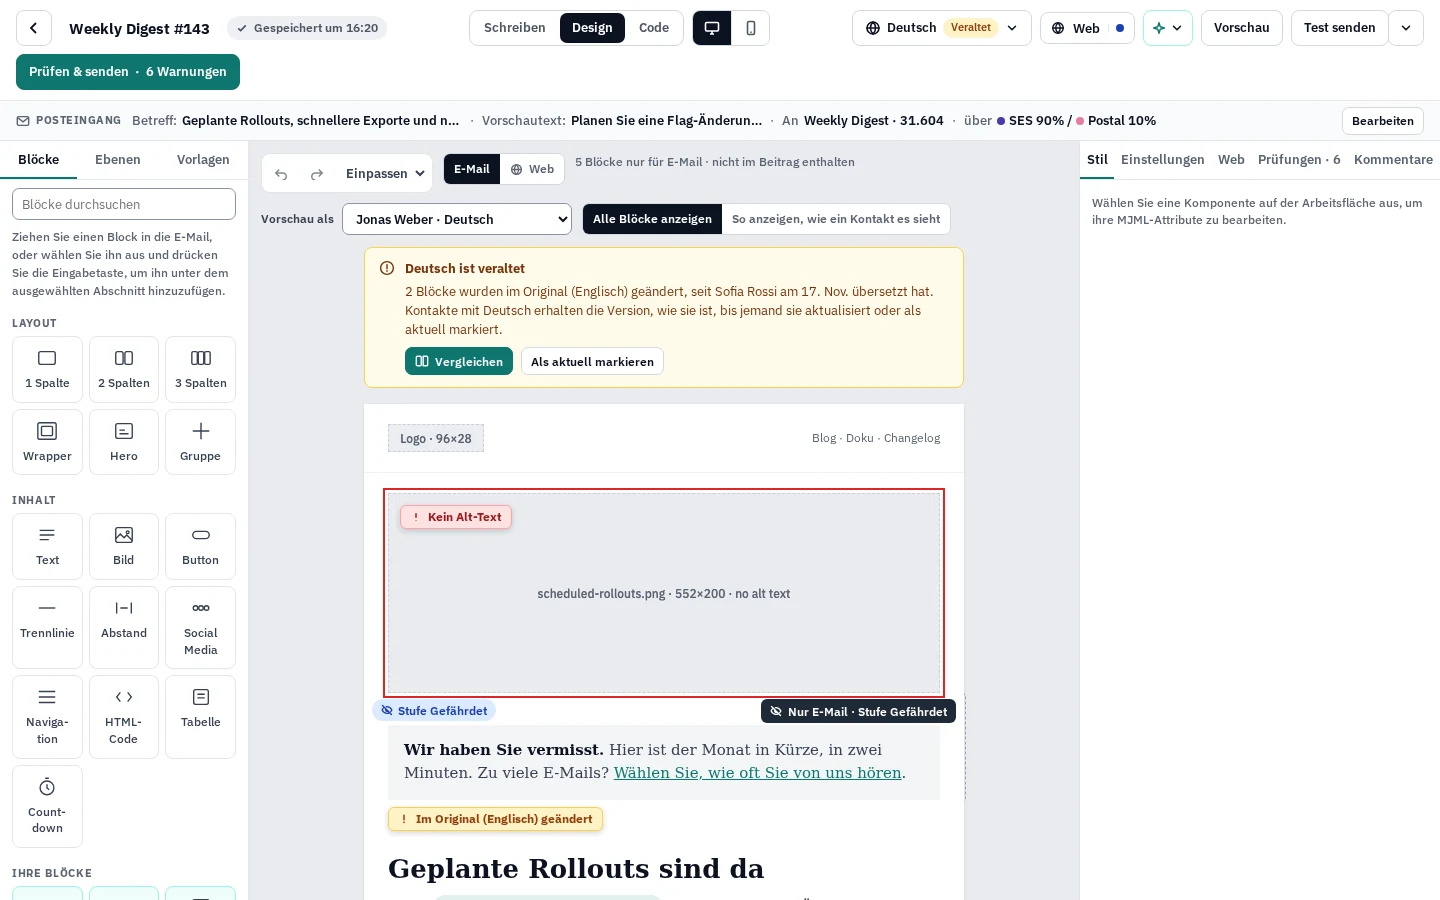 Weekly Digest #143
Gespeichert um 16:20
Schreiben
Design
Code
Deutsch
Veraltet
Web
Vorschau
Test senden
Prüfen & senden · 6 Warnungen
POSTEINGANG
Betreff: Geplante Rollouts, schnellere Exporte und n... · Vorschautext: Planen Sie eine Flag-Änderun... · An Weekly Digest · 31.604 · über SES 90% / Postal 10%
Bearbeiten
Blöcke
Ebenen
Vorlagen
Blöcke durchsuchen
Ziehen Sie einen Block in die E-Mail,
oder wählen Sie ihn aus und drücken
Sie die Eingabetaste, um ihn unter dem
ausgewählten Abschnitt hinzuzufügen.
LAYOUT
1 Spalte
2 Spalten
3 Spalten
Wrapper
Hero
Gruppe
INHALT
Text
Bild
Button
Trennlinie
Abstand
Social
Media
Naviga-
tion
HTML-
Code
Tabelle
Count-
down
IHRE BLÖCKE
Einpassen
E-Mail
Web
5 Blöcke nur für E-Mail · nicht im Beitrag enthalten
Vorschau als
Jonas Weber · Deutsch
Alle Blöcke anzeigen
So anzeigen, wie ein Kontakt es sieht
Deutsch ist veraltet
2 Blöcke wurden im Original (Englisch) geändert, seit Sofia Rossi am 17. Nov. übersetzt hat.
Kontakte mit Deutsch erhalten die Version, wie sie ist, bis jemand sie aktualisiert oder als
aktuell markiert.
Vergleichen
Als aktuell markieren
Logo · 96×28
Blog · Doku · Changelog
! Kein Alt-Text
scheduled-rollouts.png · 552×200 · no alt text
Stufe Gefährdet
Nur E-Mail · Stufe Gefährdet
Wir haben Sie vermisst. Hier ist der Monat in Kürze, in zwei
Minuten. Zu viele E-Mails? Wählen Sie, wie oft Sie von uns hören.
! Im Original (Englisch) geändert
Geplante Rollouts sind da
Stil
Einstellungen
Web
Prüfungen · 6
Kommentare
Wählen Sie eine Komponente auf der Arbeitsfläche aus, um
ihre MJML-Attribute zu bearbeiten.